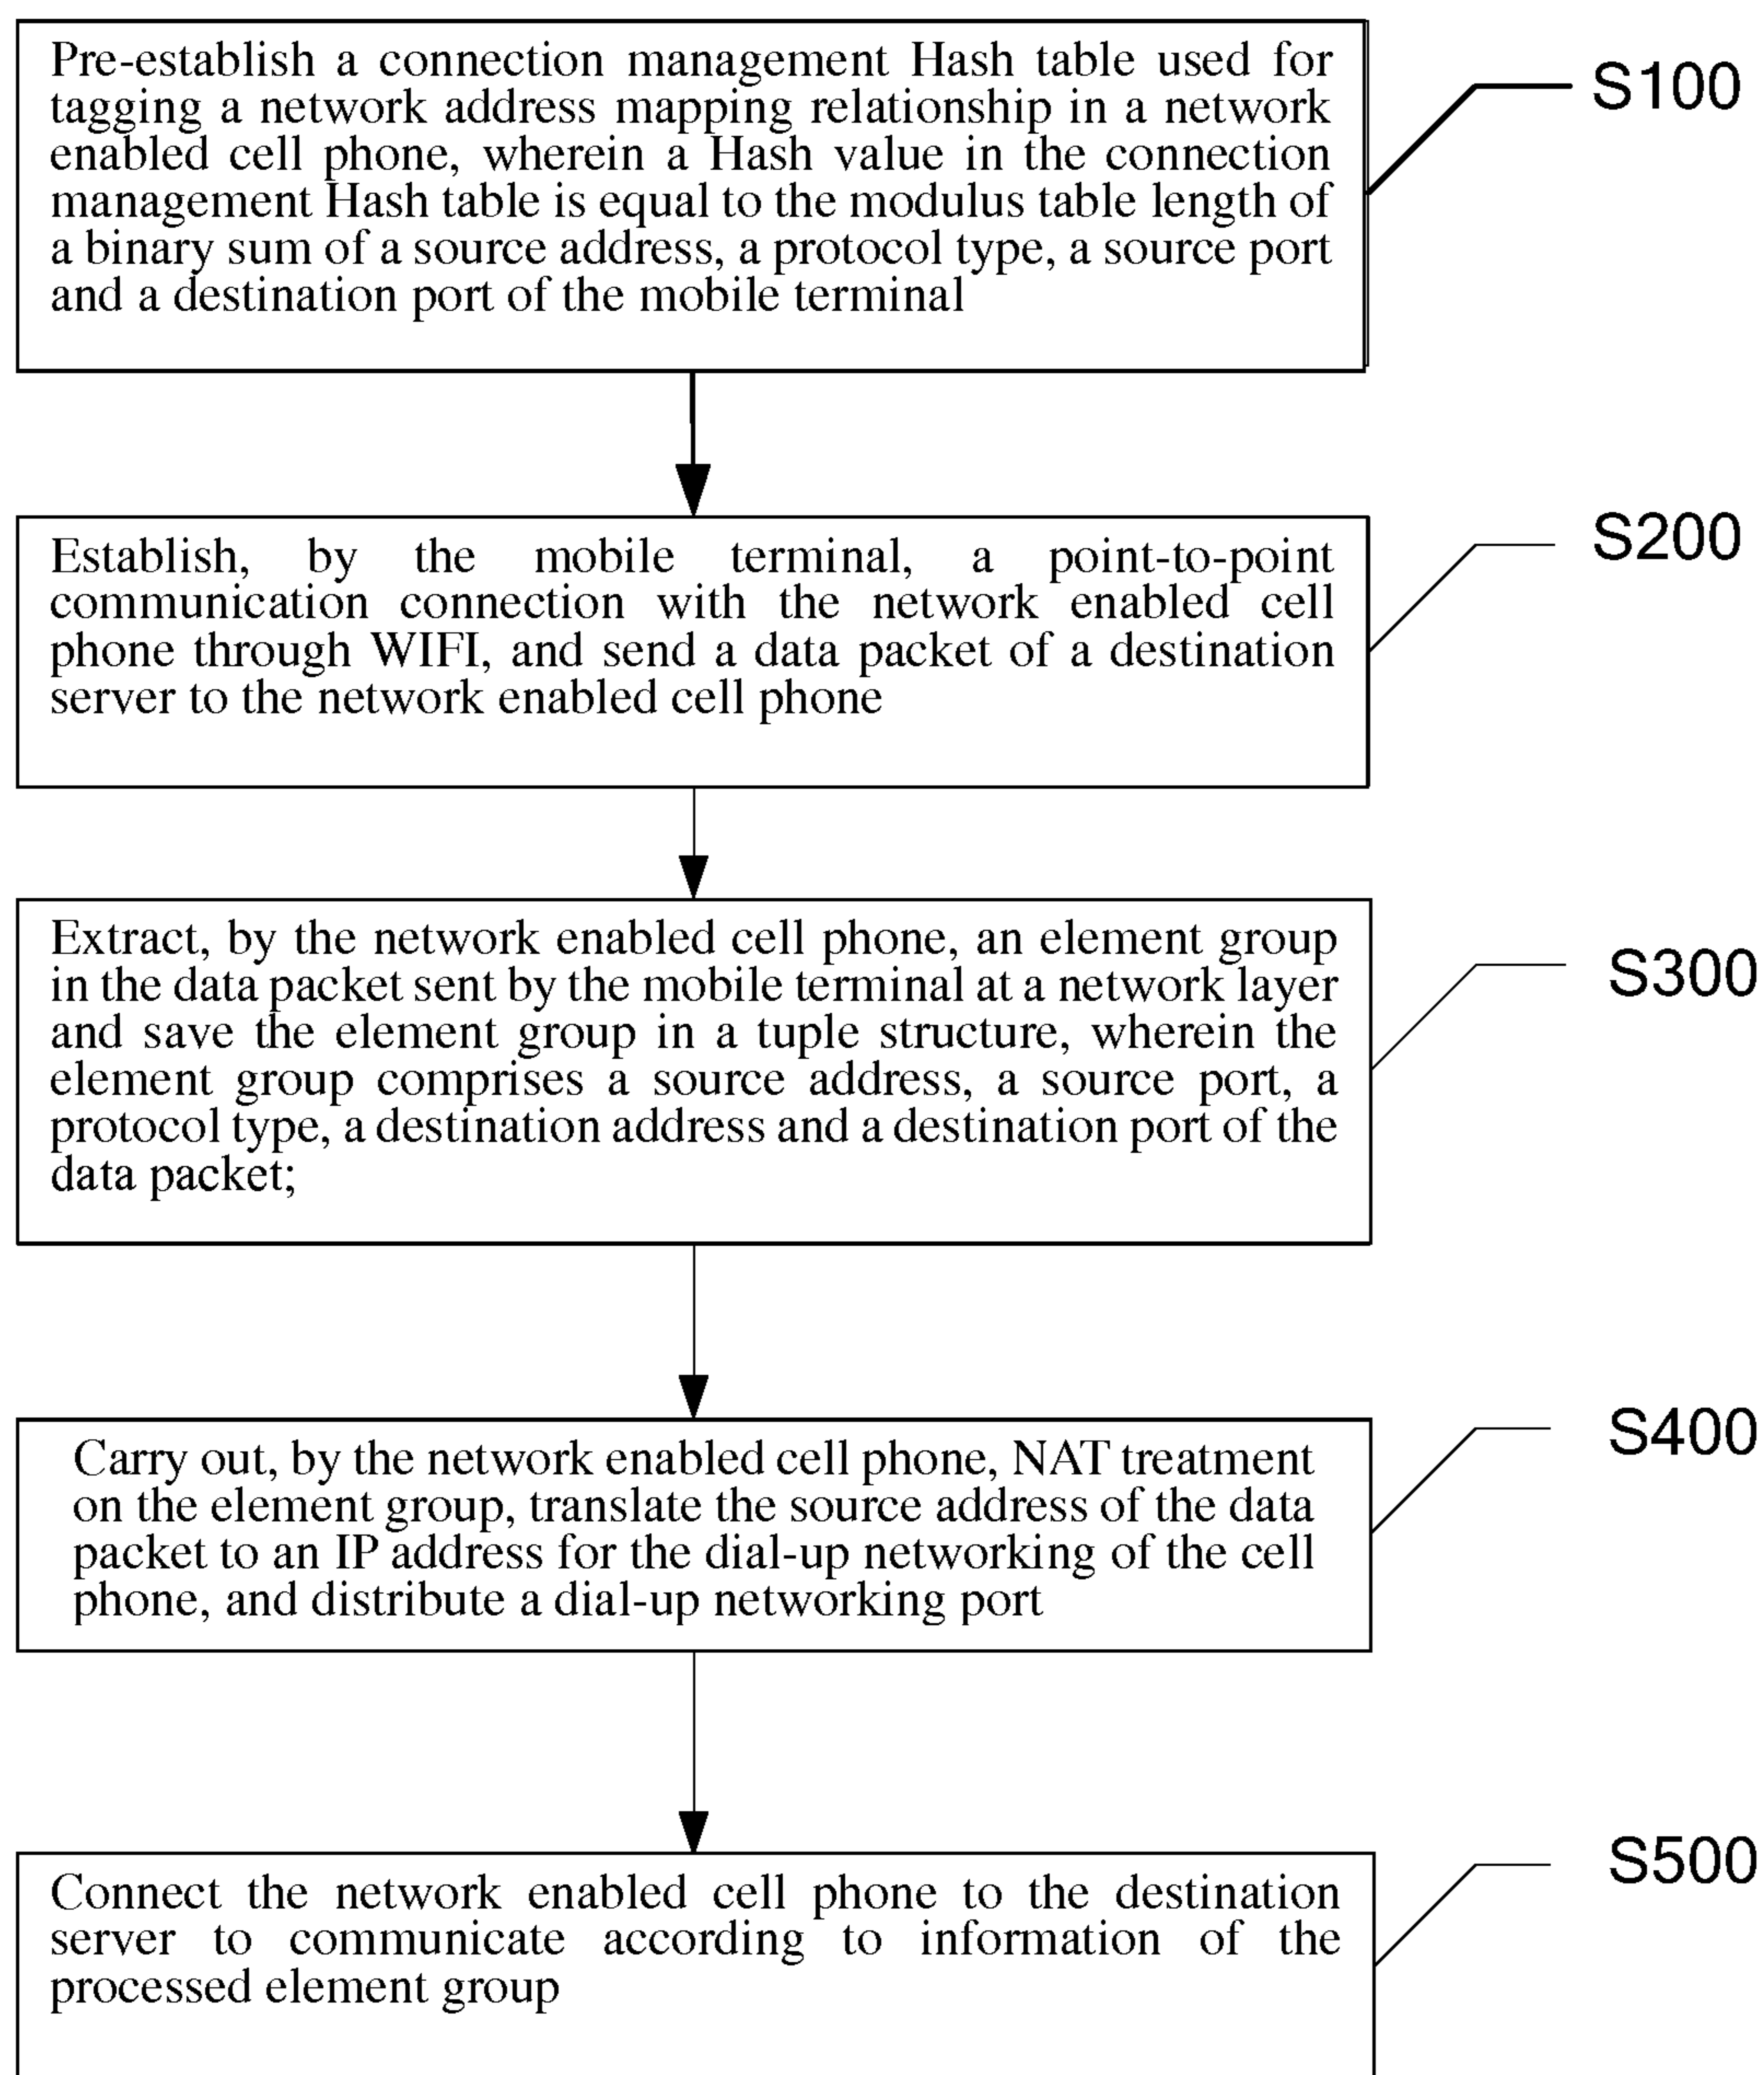 Pre-establish a connection management Hash table used for
tagging a network address mapping relationship in a network
enabled cell phone, wherein a Hash value in the connection
management Hash table is equal to the modulus table length of
a binary sum of a source address, a protocol type, a source port
and a destination port of the mobile terminal
S100
Establish, by the mobile terminal, a point-to-point
communication connection with the network enabled cell
phone through WIFI, and send a data packet of a destination
server to the network enabled cell phone
S200
Extract, by the network enabled cell phone, an element group
in the data packet sent by the mobile terminal at a network layer
and save the element group in a tuple structure, wherein the
element group comprises a source address, a source port, a
protocol type, a destination address and a destination port of the
data packet;
S300
Carry out, by the network enabled cell phone, NAT treatment
on the element group, translate the source address of the data
packet to an IP address for the dial-up networking of the cell
phone, and distribute a dial-up networking port
S400
Connect the network enabled cell phone to the destination
server to communicate according to information of the
processed element group
S500